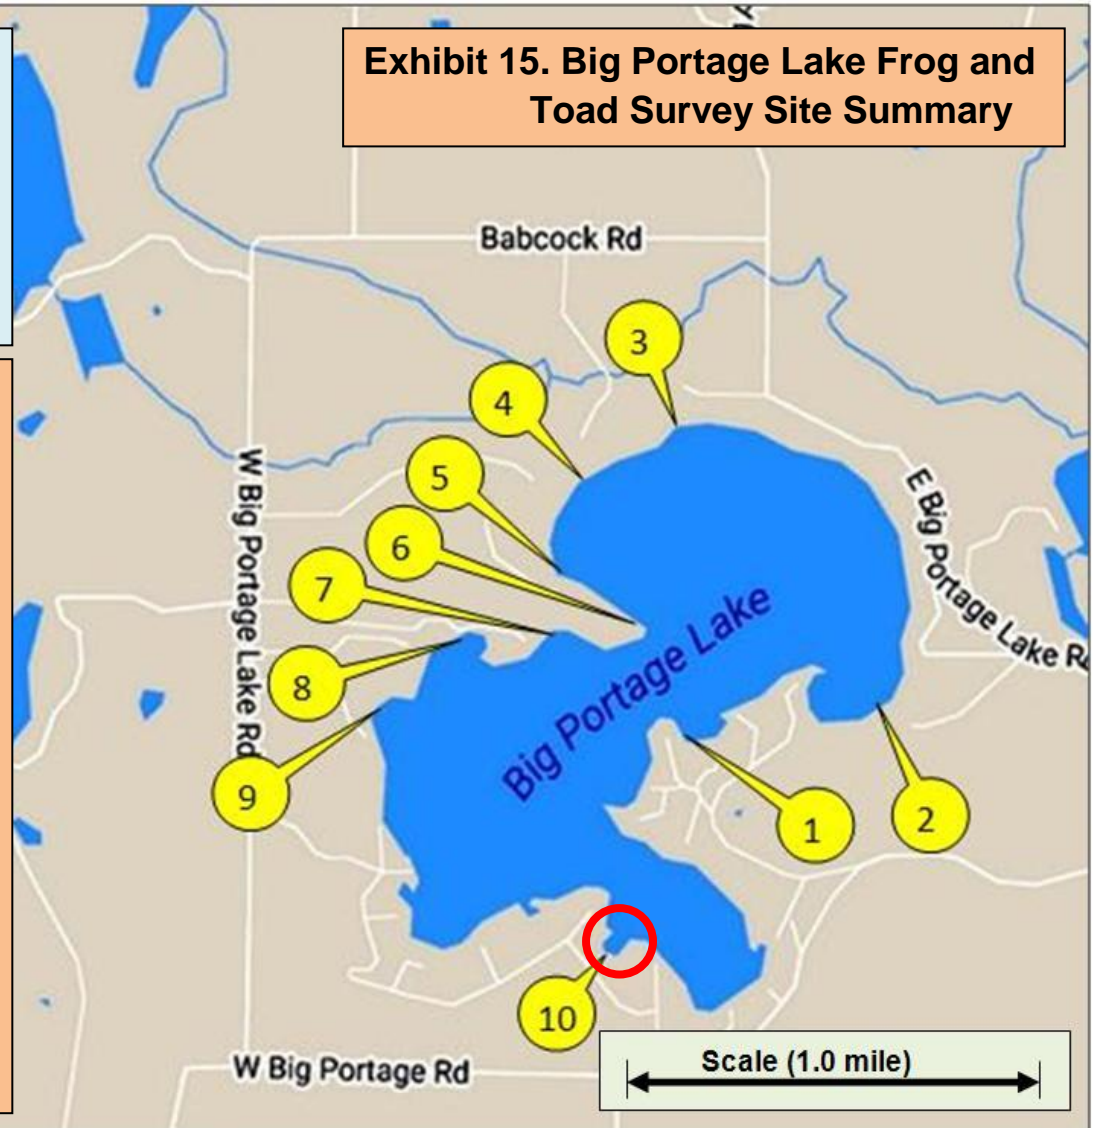 Exhibit 15. Big Portage Lake Frog and
Toad Survey Site Summary
Babcock Rd
3
4
5
6
7
8
9
W Big Portage Lake Rd
E Big Portage Lake
Big Portage Lake
1
2
10
W Big Portage Rd
Scale (1.0 mile)